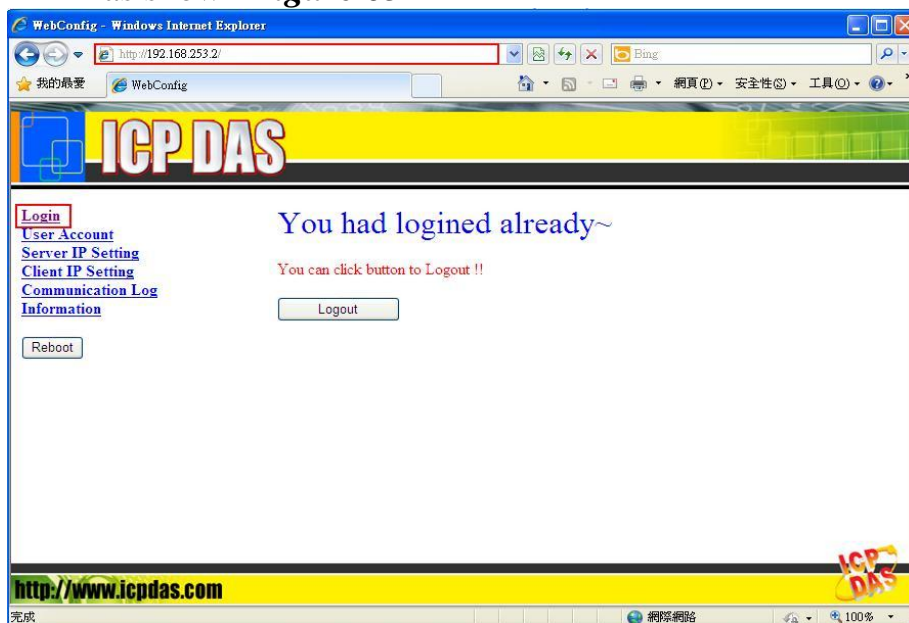 WebConfig - Windows Internet Explorer
http://192.168.253.2/
Bing
我的最愛
WebConfig
網頁(P)
安全性(S)
工具(O)
ICP DAS
Login
User Account
Server IP Setting
Client IP Setting
Communication Log
Information
Reboot
You had logined already~
You can click button to Logout !!
Logout
ICP DAS
http://www.icpdas.com
完成
網際網路
100%